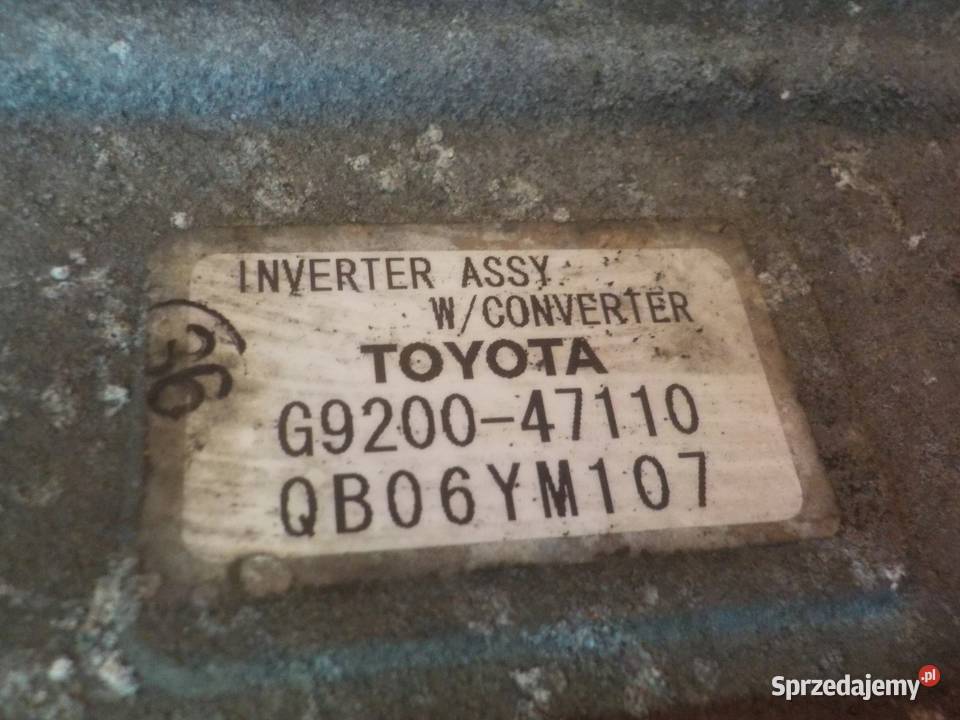 INVERTER ASSY
W/CONVERTER
TOYOTA
G9200-47110
QB06YM107
36
Sprzedajemy.pl